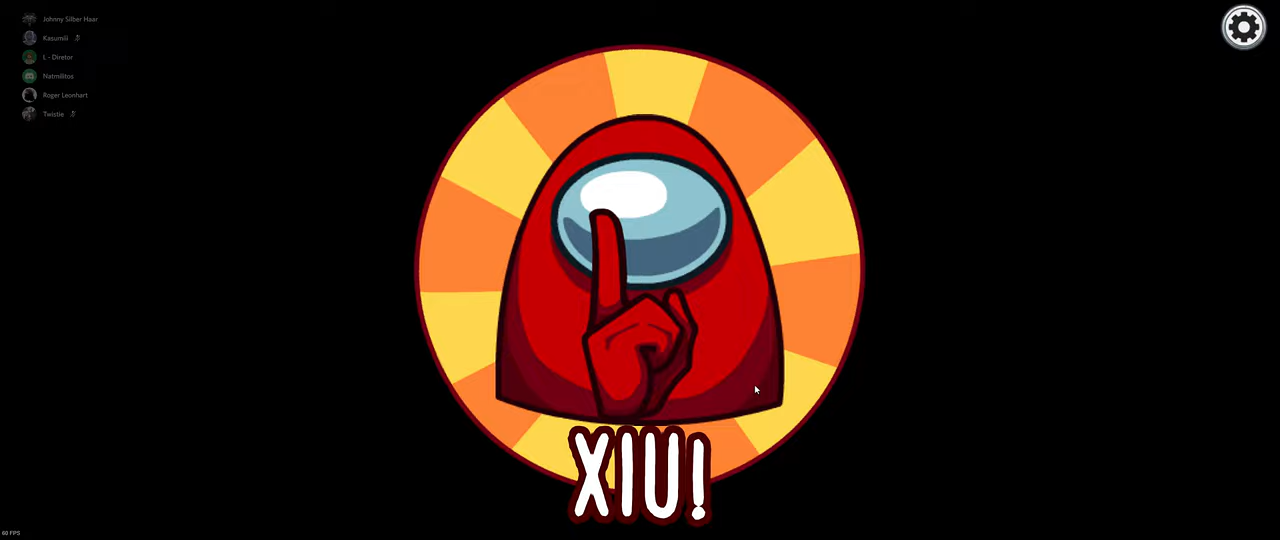 Johnny Silber Haar
Kasumiii
L - Diretor
Natmilitos
Roger Leonhart
Twistie
XIU!
60 FPS